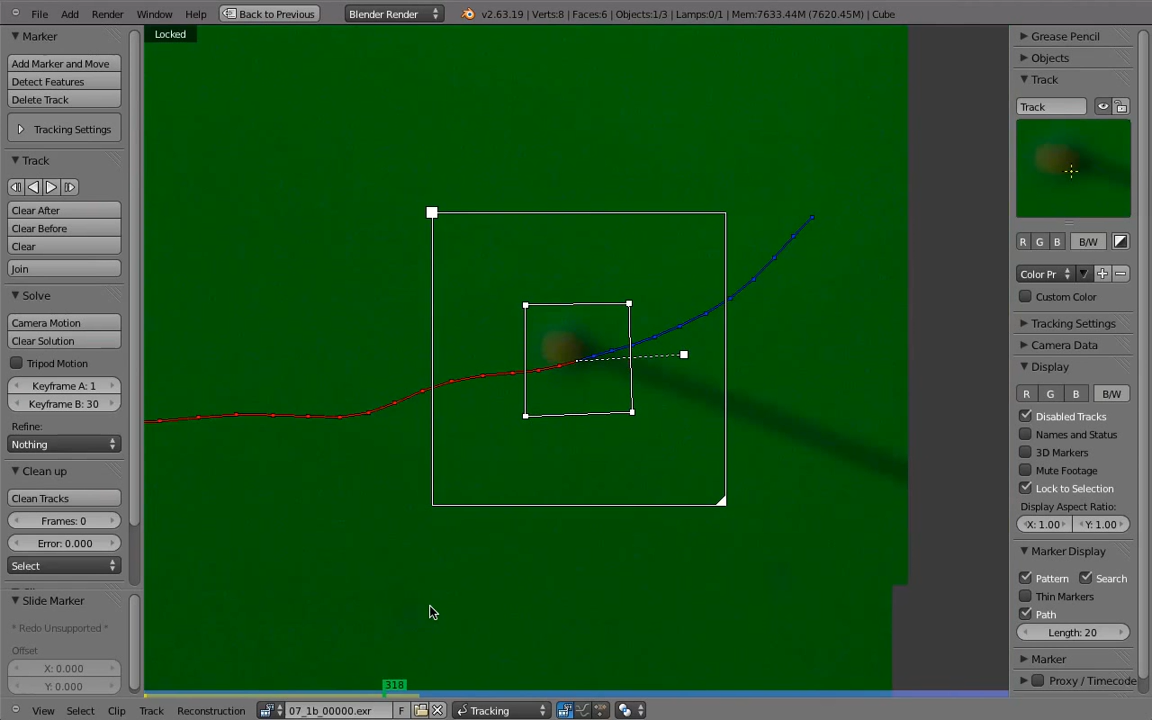 File Add Render Window Help Back to Previous Blender Render v2.63.19 | Verts:8 | Faces:6 | Objects:1/3 | Lamps:0/1 | Mem:7633.44M (7620.45M) | Cube
Marker
Add Marker and Move
Detect Features
Delete Track
Tracking Settings
Track
Clear After
Clear Before
Clear
Join
Solve
Camera Motion
Clear Solution
Tripod Motion
Keyframe A: 1
Keyframe B: 30
Refine:
Nothing
Clean up
Clean Tracks
Frames: 0
Error: 0.000
Select
Slide Marker
* Redo Unsupported *
Offset
X: 0.000
Y: 0.000
Locked
318
Grease Pencil
Objects
Track
Track
R G B B/W
Color Pr
Custom Color
Tracking Settings
Camera Data
Display
R G B B/W
Disabled Tracks
Names and Status
3D Markers
Mute Footage
Lock to Selection
Display Aspect Ratio:
X: 1.00 Y: 1.00
Marker Display
Pattern Search
Thin Markers
Path
Length: 20
Marker
Proxy / Timecode
View Select Clip Track Reconstruction 07_1b_00000.exr F Tracking